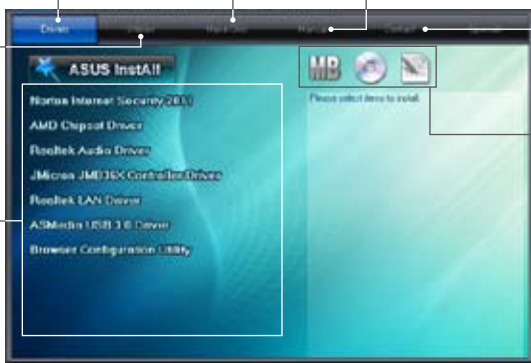 Drivers
Manual
Contact
ASUS InstAll
MB
Please select items to install.
Norton Internet Security 2011
AMD Chipset Driver
Realtek Audio Driver
JMicron JMB36X Controller Driver
Realtek LAN Driver
ASMedia USB 3.0 Driver
Browser Configuration Utility